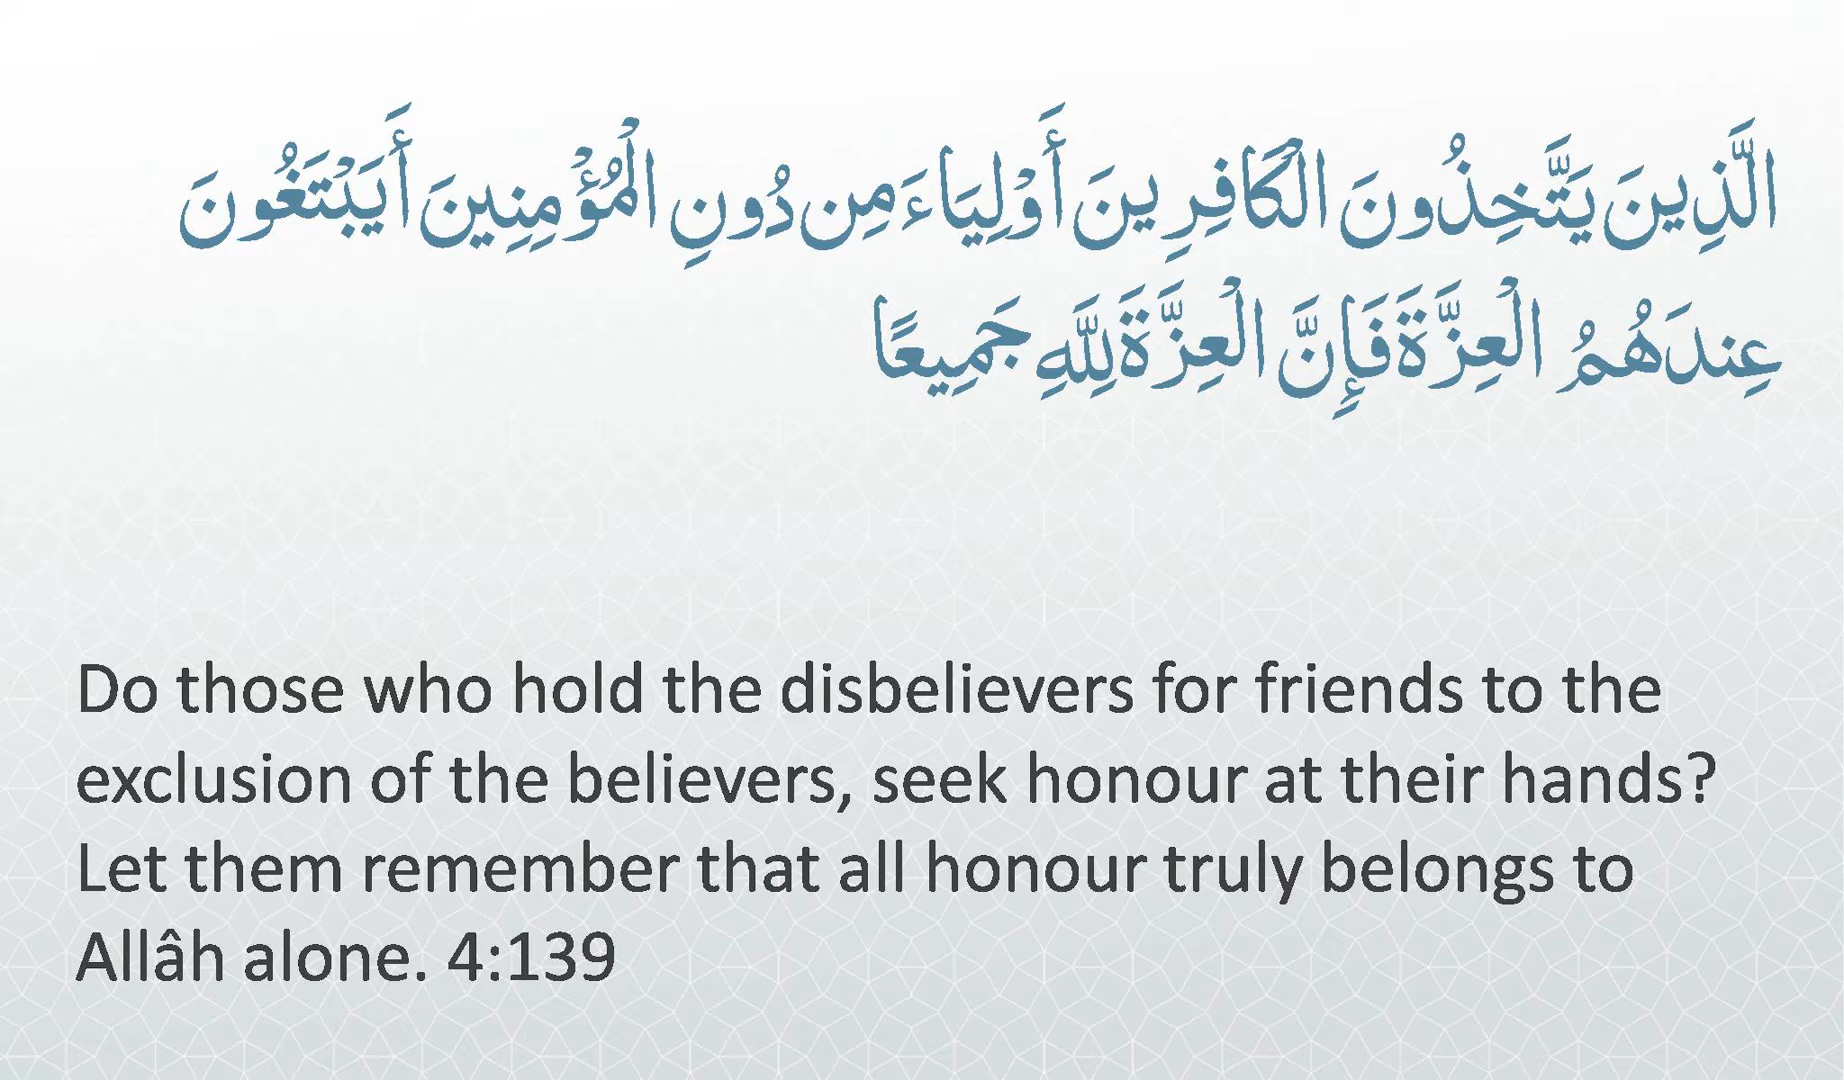 الَّذِينَ يَتَّخِذُونَ الْكَافِرِينَ أَوْلِيَاءَ مِن دُونِ الْمُؤْمِنِينَ أَيَبْتَغُونَ
عِندَهُمُ الْعِزَّةَ فَإِنَّ الْعِزَّةَ لِلَّهِ جَمِيعًا
Do those who hold the disbelievers for friends to the
exclusion of the believers, seek honour at their hands?
Let them remember that all honour truly belongs to
Allâh alone. 4:139